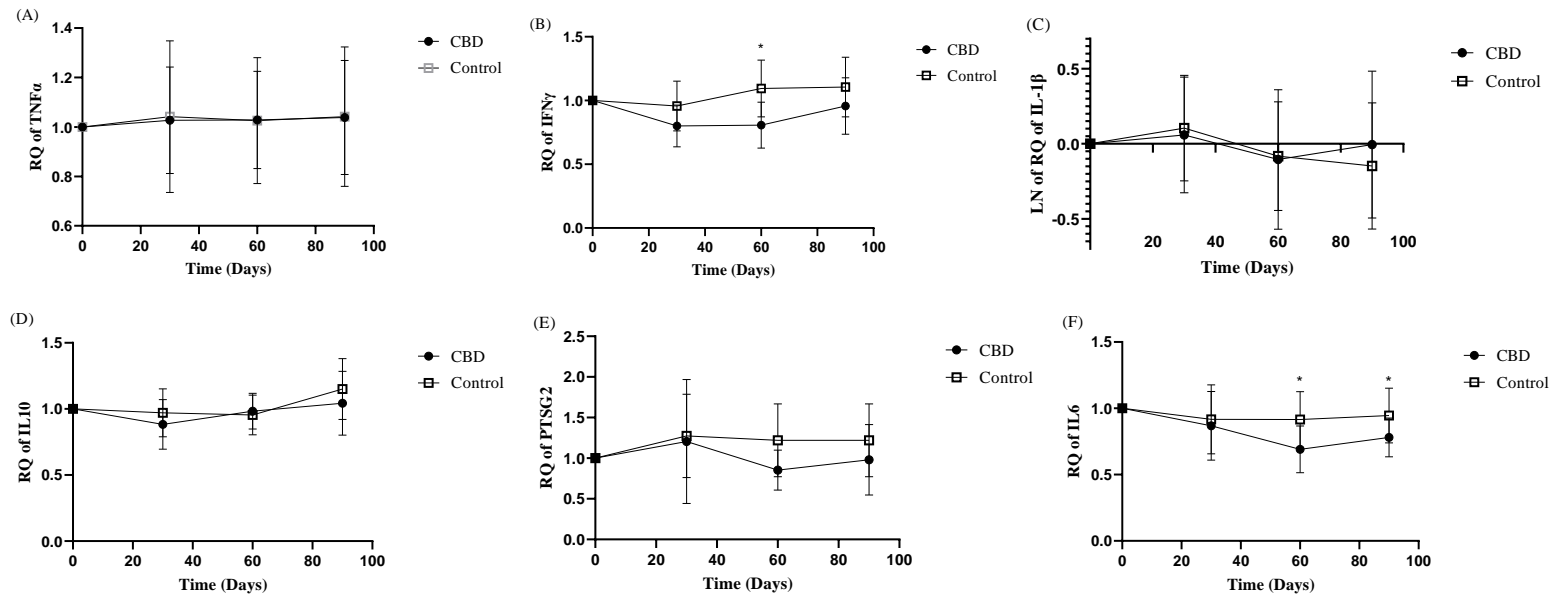 (A)
1.4
1.2
1.0
0.8
0.6
RQ of TNFα
0 20 40 60 80 100
Time (Days)
CBD
Control
(B)
1.5
1.0
0.5
0.0
RQ of IFNγ
*
0 20 40 60 80 100
Time (Days)
CBD
Control
(C)
0.5
0.0
-0.5
LN of RQ of IL-1β
20 40 60 80 100
Time (Days)
CBD
Control
(D)
1.5
1.0
0.5
0.0
RQ of IL10
0 20 40 60 80 100
Time (Days)
CBD
Control
(E)
2.5
2.0
1.5
1.0
0.5
0.0
RQ of PTSG2
0 20 40 60 80 100
Time (Days)
CBD
Control
(F)
1.5
1.0
0.5
0.0
RQ of IL6
* *
0 20 40 60 80 100
Time (Days)
CBD
Control